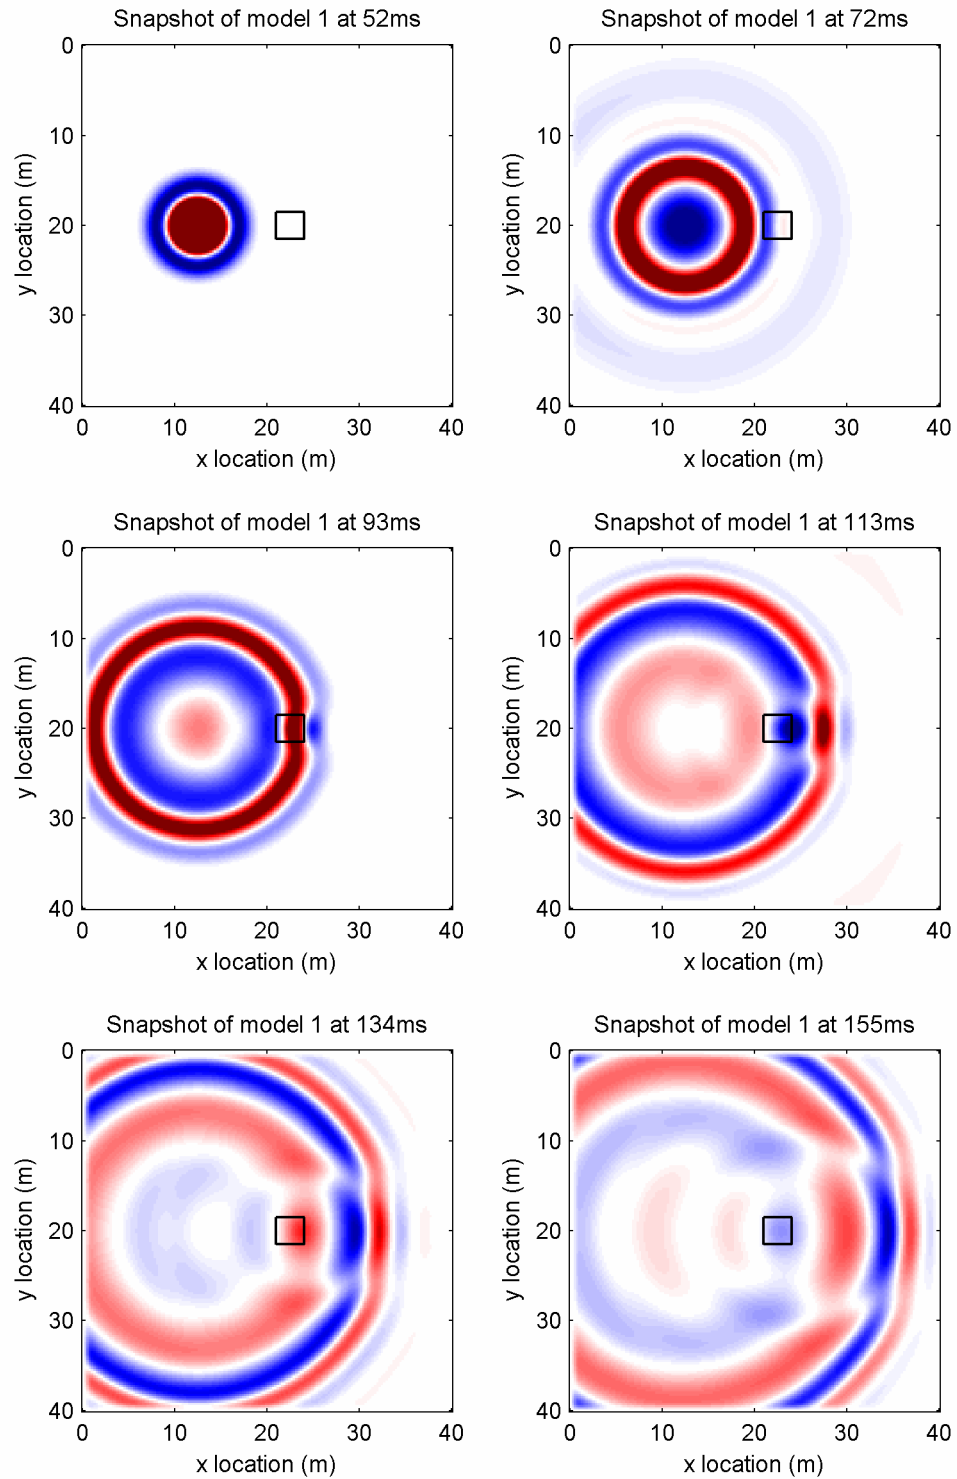 Snapshot of model 1 at 52ms
0
10
20
30
40
y location (m)
0 10 20 30 40
x location (m)
Snapshot of model 1 at 72ms
0
10
20
30
40
y location (m)
0 10 20 30 40
x location (m)
Snapshot of model 1 at 93ms
0
10
20
30
40
y location (m)
0 10 20 30 40
x location (m)
Snapshot of model 1 at 113ms
0
10
20
30
40
y location (m)
0 10 20 30 40
x location (m)
Snapshot of model 1 at 134ms
0
10
20
30
40
y location (m)
0 10 20 30 40
x location (m)
Snapshot of model 1 at 155ms
0
10
20
30
40
y location (m)
0 10 20 30 40
x location (m)